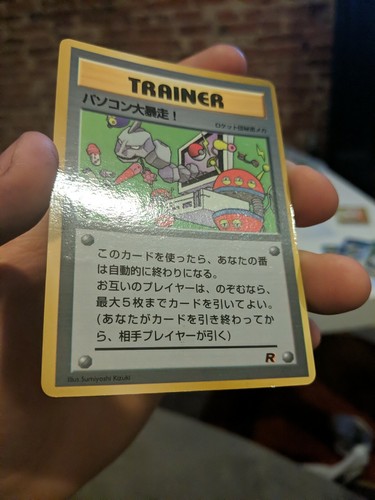 TRAINER
パソコン大暴走！
ロケット団秘密メカ
このカードを使ったら、あなたの番
は自動的に終わりになる。
お互いのプレイヤーは、のぞむなら、
最大5枚までカードを引いてよい。
(あなたがカードを引き終わってか
ら、相手プレイヤーが引く)
R
Illus. Sumiyoshi Kizuki